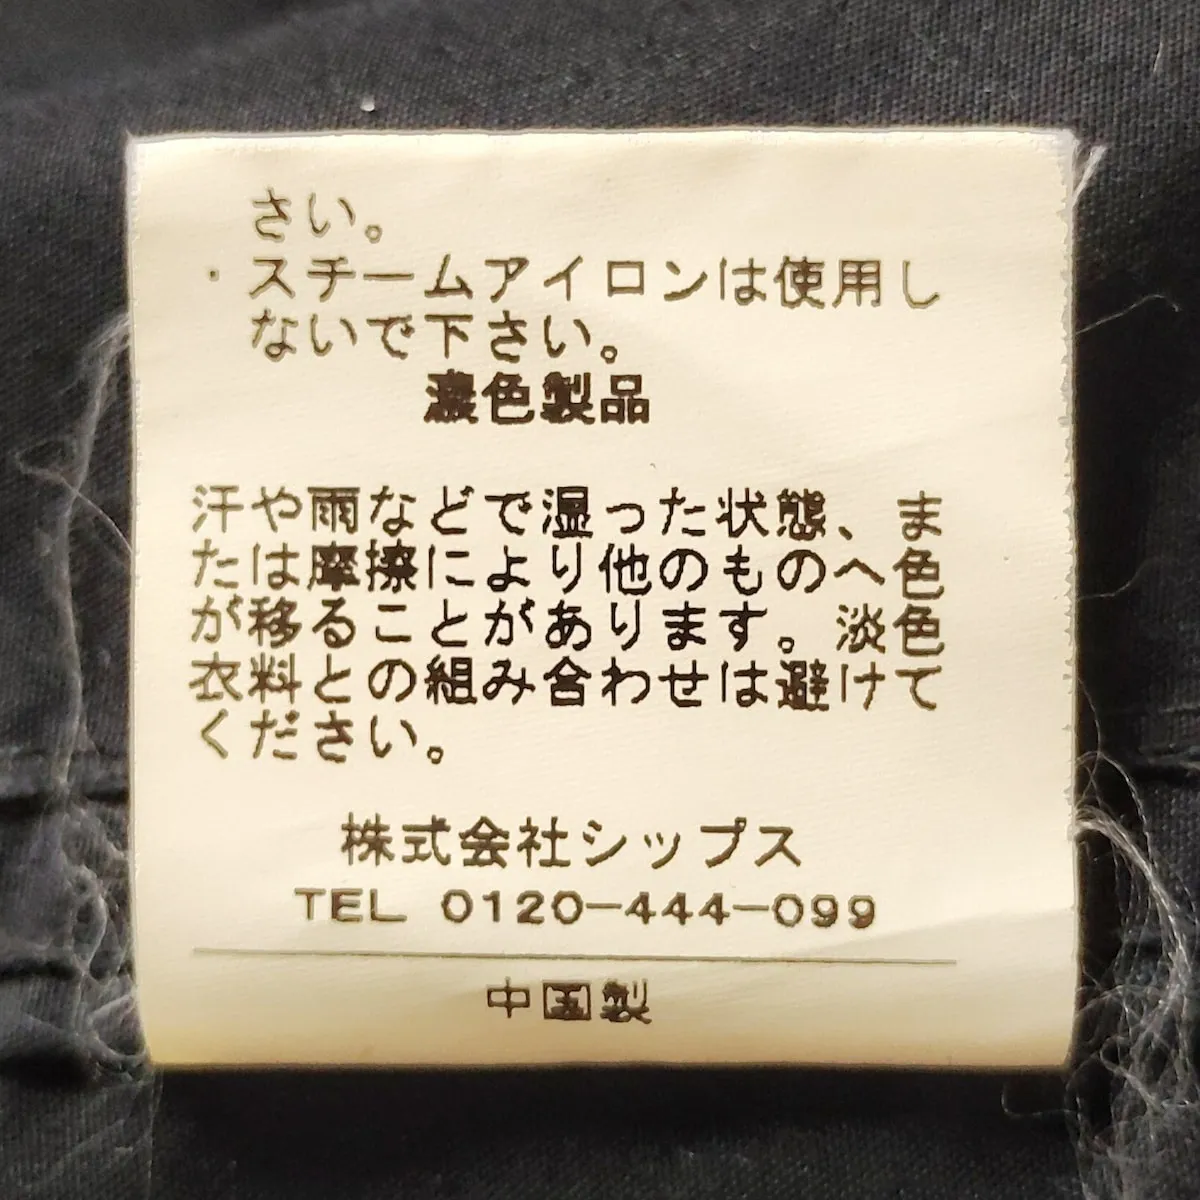 さい。
・スチームアイロンは使用し
ないで下さい。
濃色製品
汗や雨などで湿った状態、ま
たは摩擦により他のものへ色
が移ることがあります。淡色
衣料との組み合わせは避けて
ください。
株式会社シップス
TEL 0120-444-099
中国製